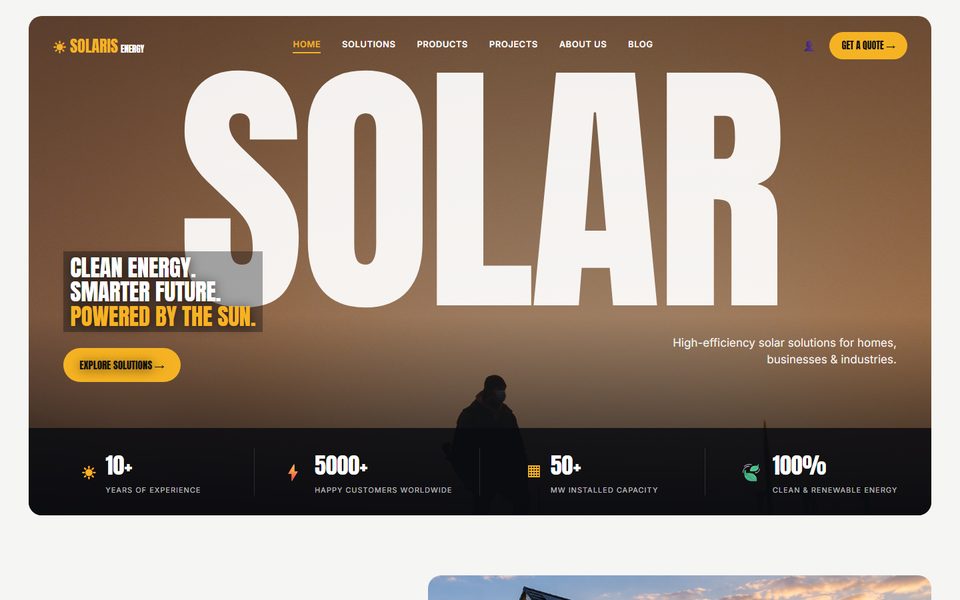 SOLARIS ENERGY
HOME SOLUTIONS PRODUCTS PROJECTS ABOUT US BLOG
GET A QUOTE →
SOLAR
CLEAN ENERGY.
SMARTER FUTURE.
POWERED BY THE SUN.
EXPLORE SOLUTIONS →
High-efficiency solar solutions for homes,
businesses & industries.
10+
YEARS OF EXPERIENCE
5000+
HAPPY CUSTOMERS WORLDWIDE
50+
MW INSTALLED CAPACITY
100%
CLEAN & RENEWABLE ENERGY